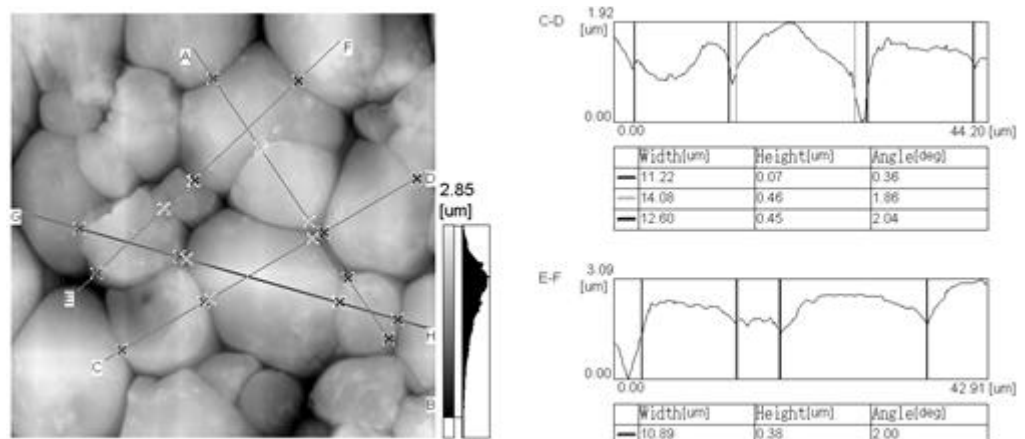 A
F
D
G
E
C
H
B
2.85
[um]
C-D
1.92
[um]
0.00
0.00 44.20 [um]
Width[um] Height[um] Angle[deg]
11.22 0.07 0.36
14.08 0.46 1.86
12.60 0.45 2.04
E-F
3.09
[um]
0.00
0.00 42.91 [um]
Width[um] Height[um] Angle[deg]
10.89 0.38 2.00